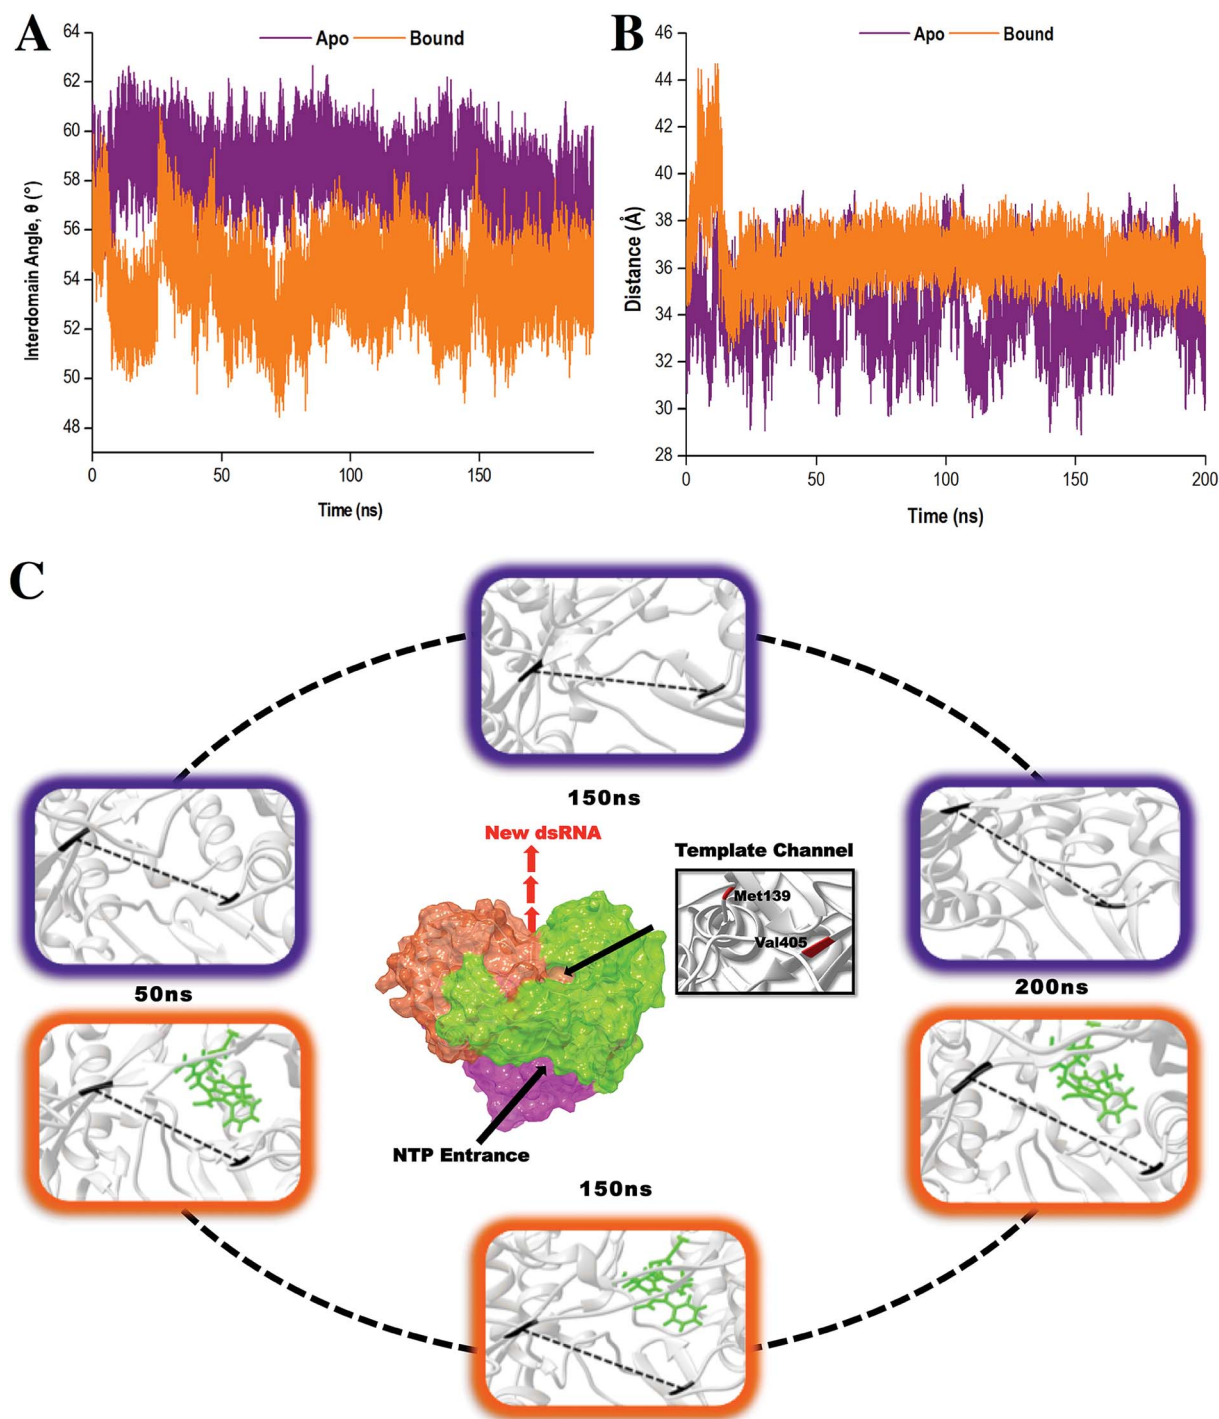 A
Apo
Bound
64
62
60
58
56
54
52
50
48
Interdomain Angle, θ (°)
0
50
100
150
Time (ns)
B
Apo
Bound
46
44
42
40
38
36
34
32
30
28
Distance (Å)
0
50
100
150
200
Time (ns)
C
150ns
New dsRNA
Template Channel
Met139
Val405
50ns
200ns
NTP Entrance
150ns